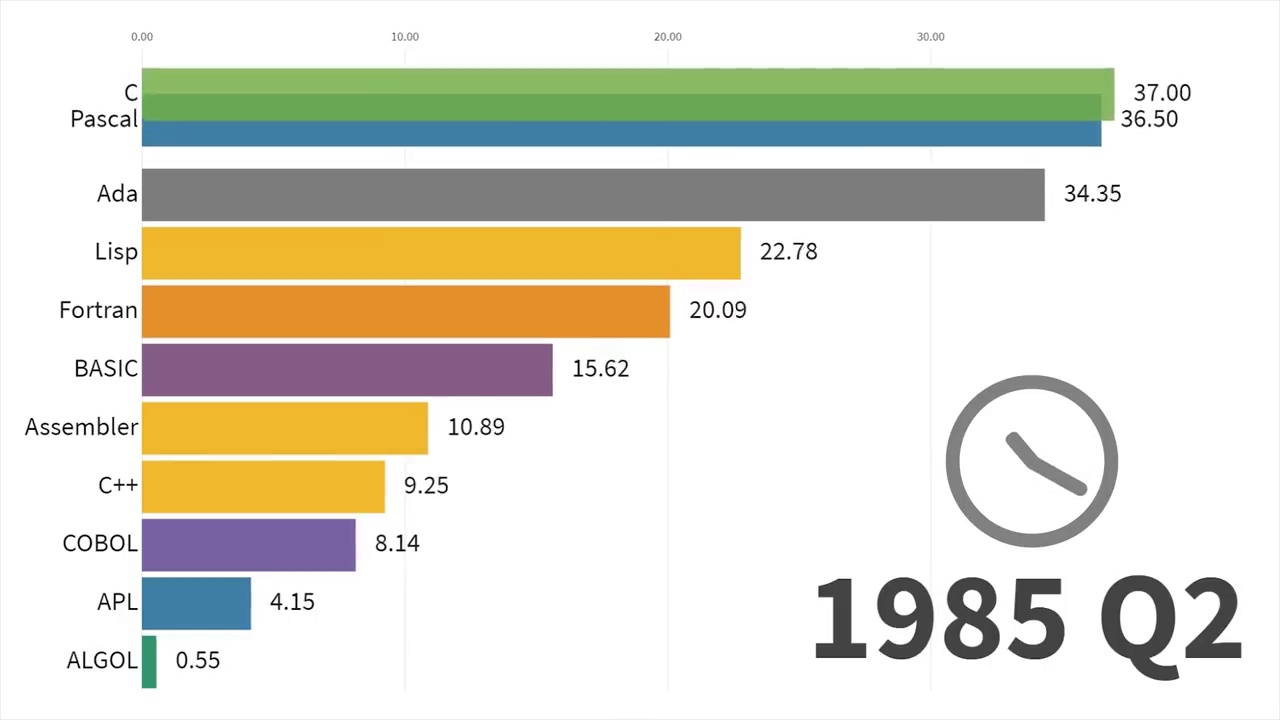 0.00 10.00 20.00 30.00
C 37.00
Pascal 36.50
Ada 34.35
Lisp 22.78
Fortran 20.09
BASIC 15.62
Assembler 10.89
C++ 9.25
COBOL 8.14
APL 4.15
ALGOL 0.55
1985 Q2